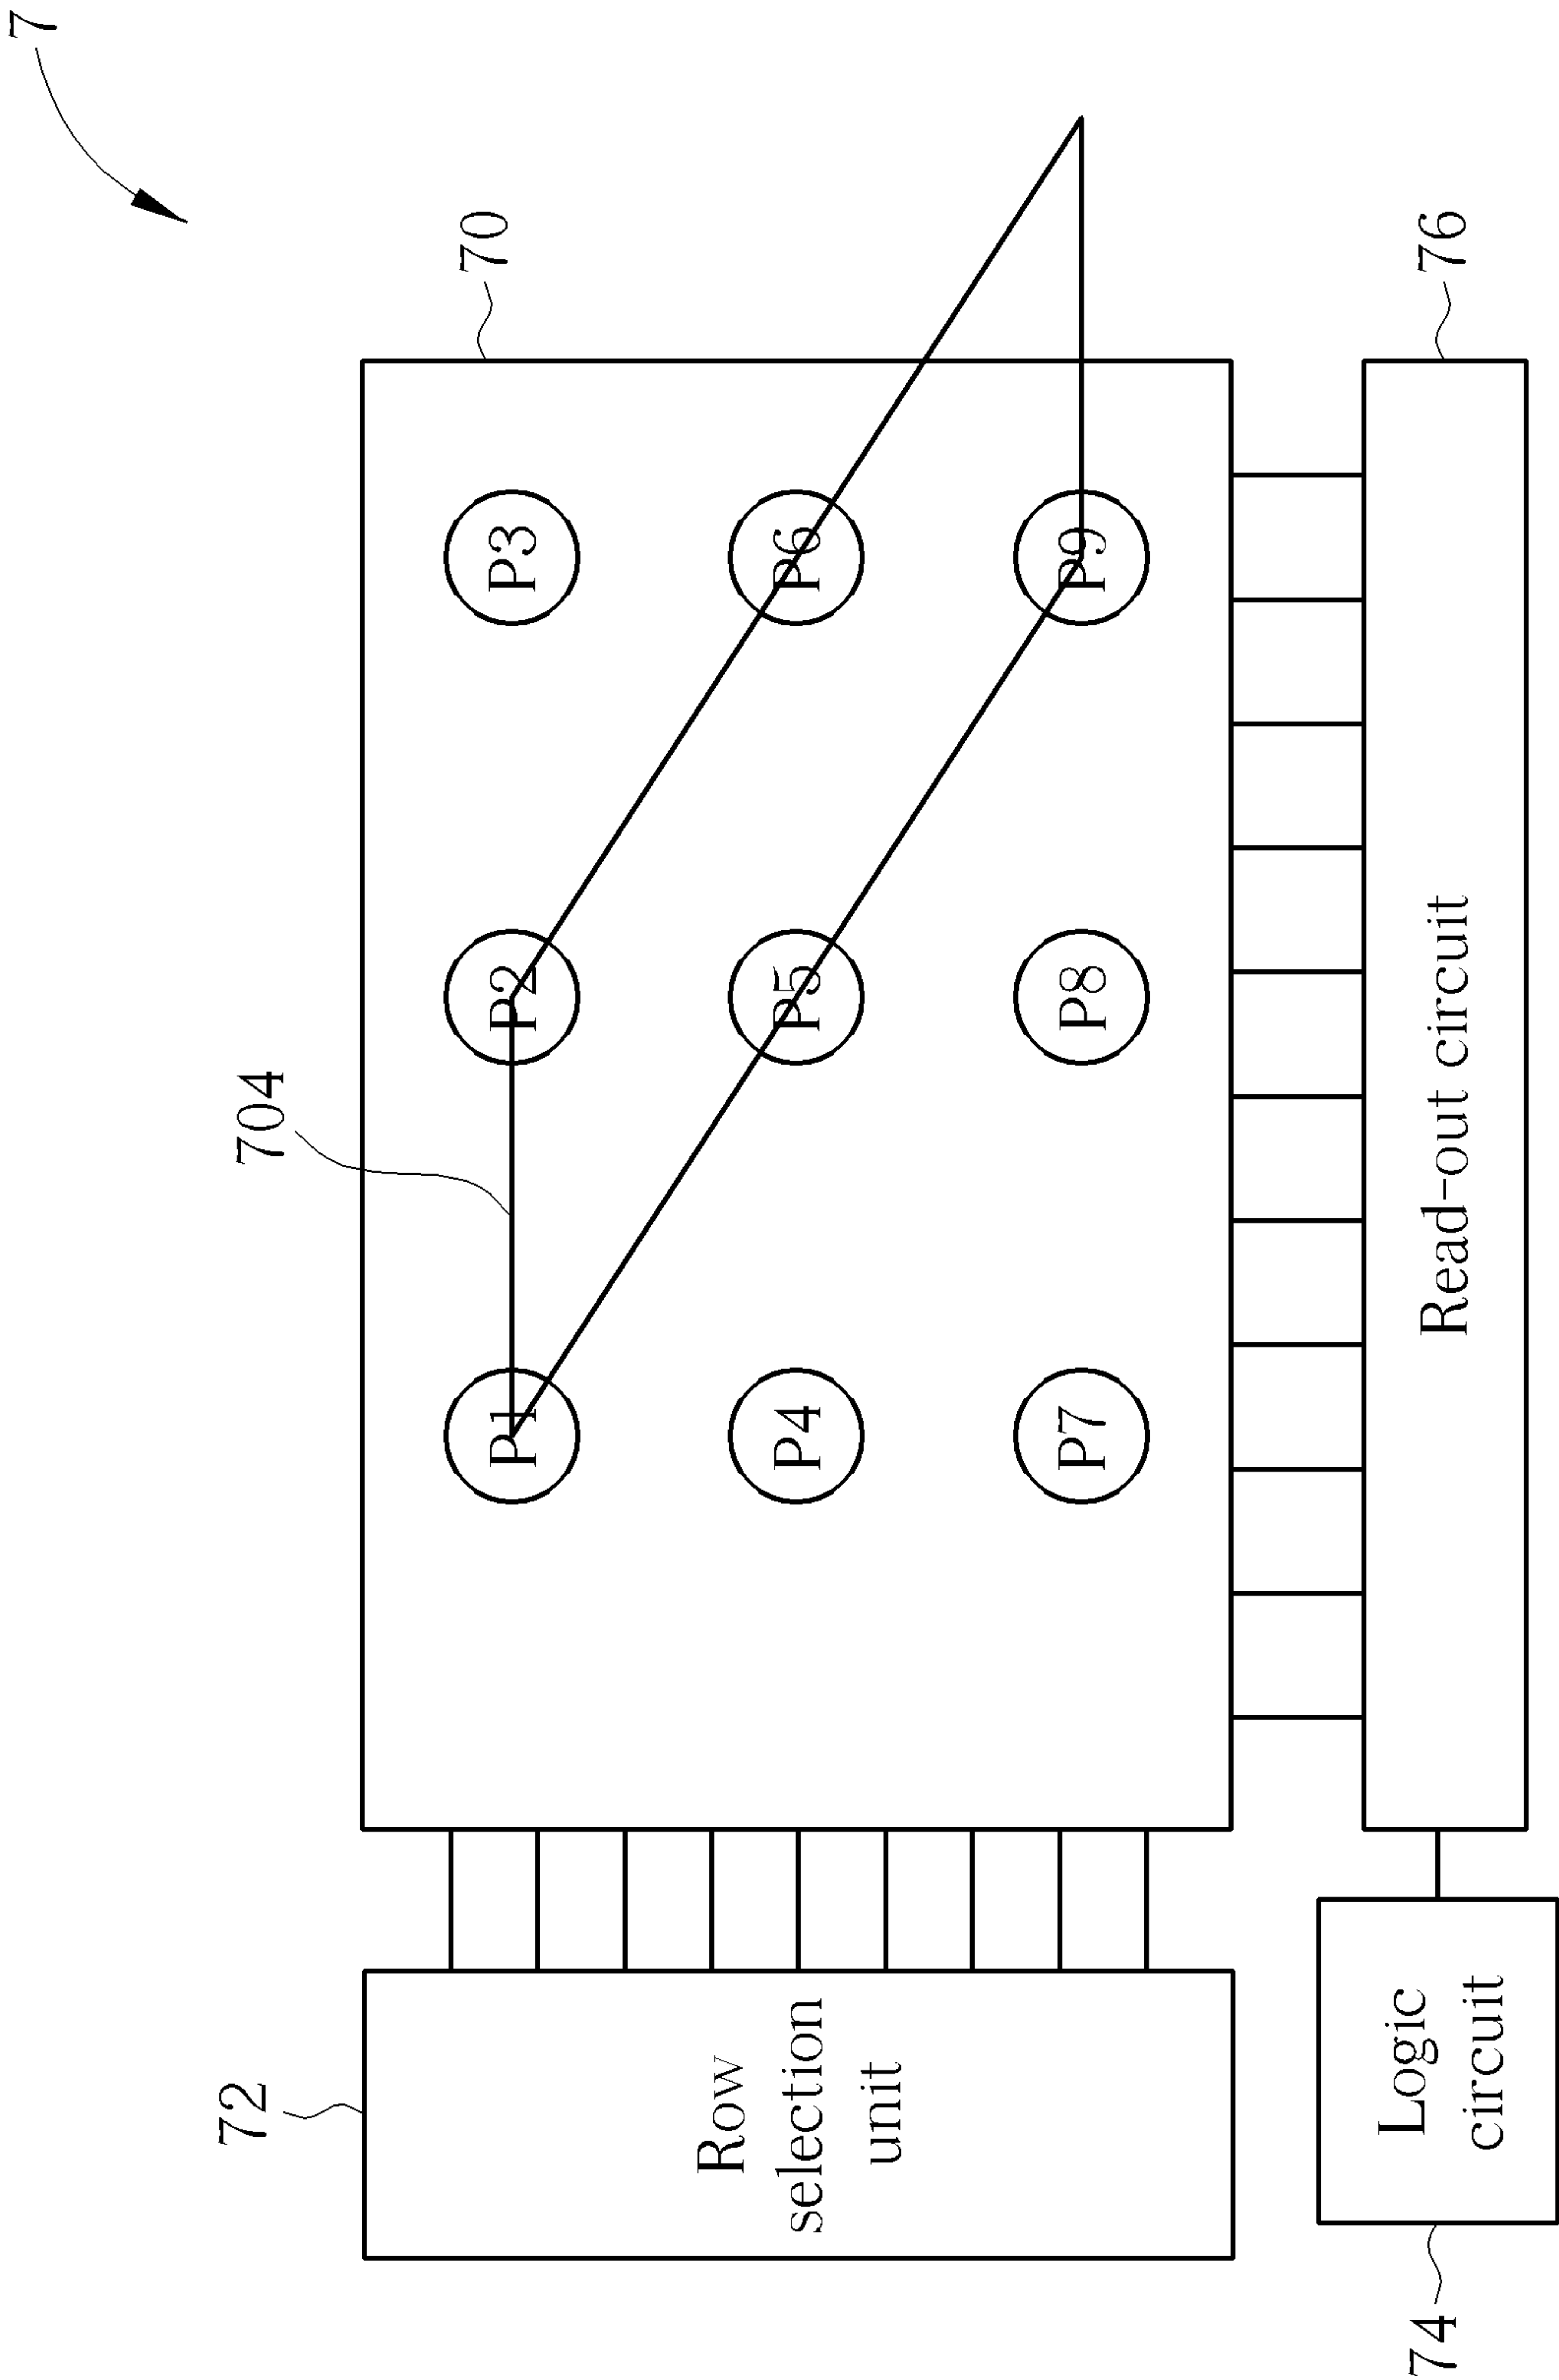 7
704
70
72
P1
P2
P3
P4
P5
P6
P7
P8
P9
Row
selection
unit
76
Read-out circuit
Logic
circuit
74